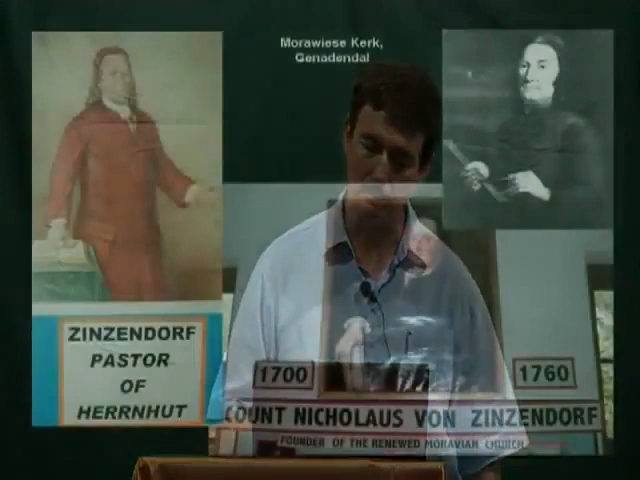 Morawiese Kerk,
Genadendal
ZINZENDORF
PASTOR
OF
HERRNHUT
1700
1760
COUNT NICHOLAUS VON ZINZENDORF
FOUNDER OF THE RENEWED MORAVIAN CHURCH